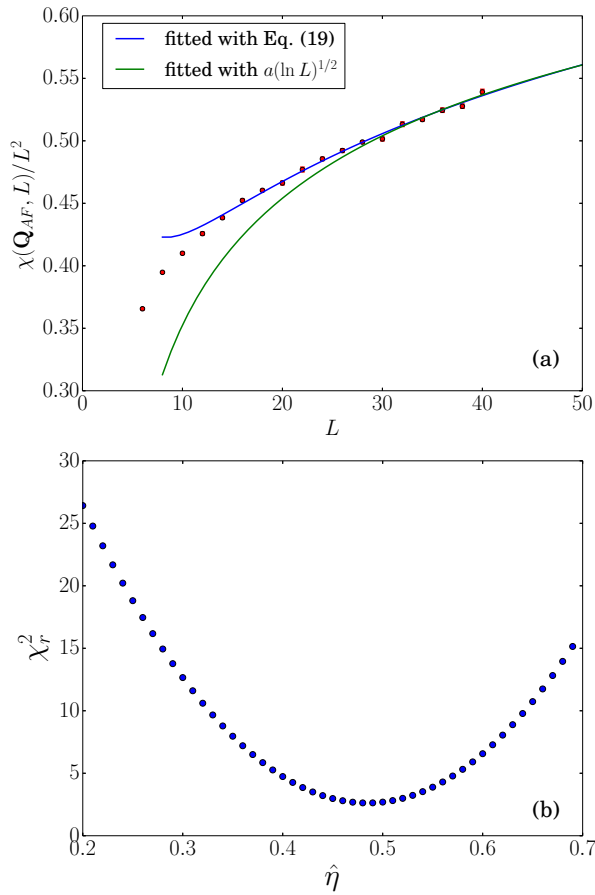 0.60
fitted with Eq. (19)
fitted with a(ln L)^{1/2}
0.55
0.50
0.45
0.40
0.35
0.30
χ(Q_{AF}, L)/L^2
(a)
0 10 20 30 40 50
L
30
25
20
15
10
5
0
χ_r^2
(b)
0.2 0.3 0.4 0.5 0.6 0.7
η̂